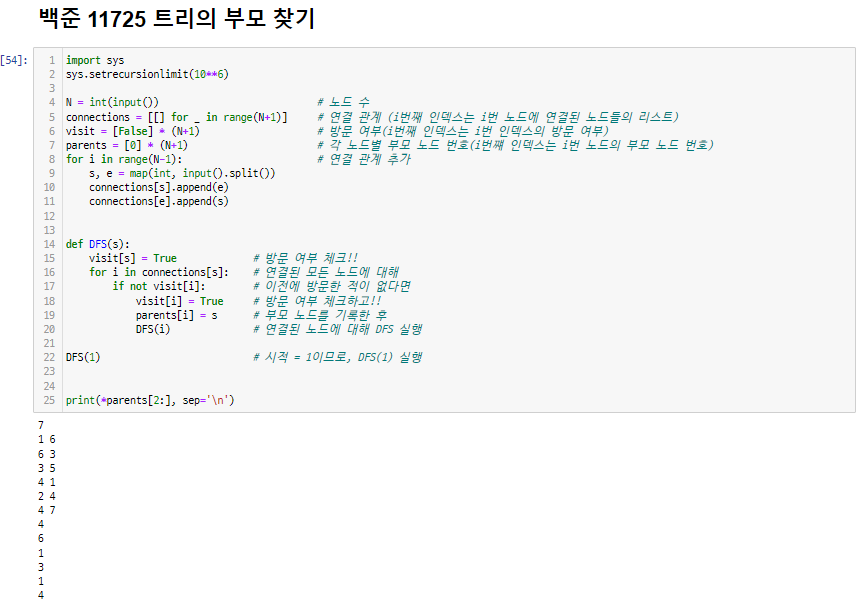 백준 11725 트리의 부모 찾기
[54]:
1 import sys
2 sys.setrecursionlimit(10**6)
3
4 N = int(input()) # 노드 수
5 connections = [[] for _ in range(N+1)] # 연결 관계 (i번째 인덱스는 i번 노드에 연결된 노드들의 리스트)
6 visit = [False] * (N+1) # 방문 여부(i번째 인덱스는 i번 인덱스의 방문 여부)
7 parents = [0] * (N+1) # 각 노드별 부모 노드 번호(i번째 인덱스는 i번 노드의 부모 노드 번호)
8 for i in range(N-1): # 연결 관계 추가
9 s, e = map(int, input().split())
10 connections[s].append(e)
11 connections[e].append(s)
12
13
14 def DFS(s):
15 visit[s] = True # 방문 여부 체크!!
16 for i in connections[s]: # 연결된 모든 노드에 대해
17 if not visit[i]: # 이전에 방문한 적이 없다면
18 visit[i] = True # 방문 여부 체크하고!!
19 parents[i] = s # 부모 노드를 기록한 후
20 DFS(i) # 연결된 노드에 대해 DFS 실행
21
22 DFS(1) # 시적 = 1이므로, DFS(1) 실행
23
24
25 print(*parents[2:], sep='\n')
7
1 6
6 3
3 5
4 1
2 4
4 7
4
6
1
3
1
4